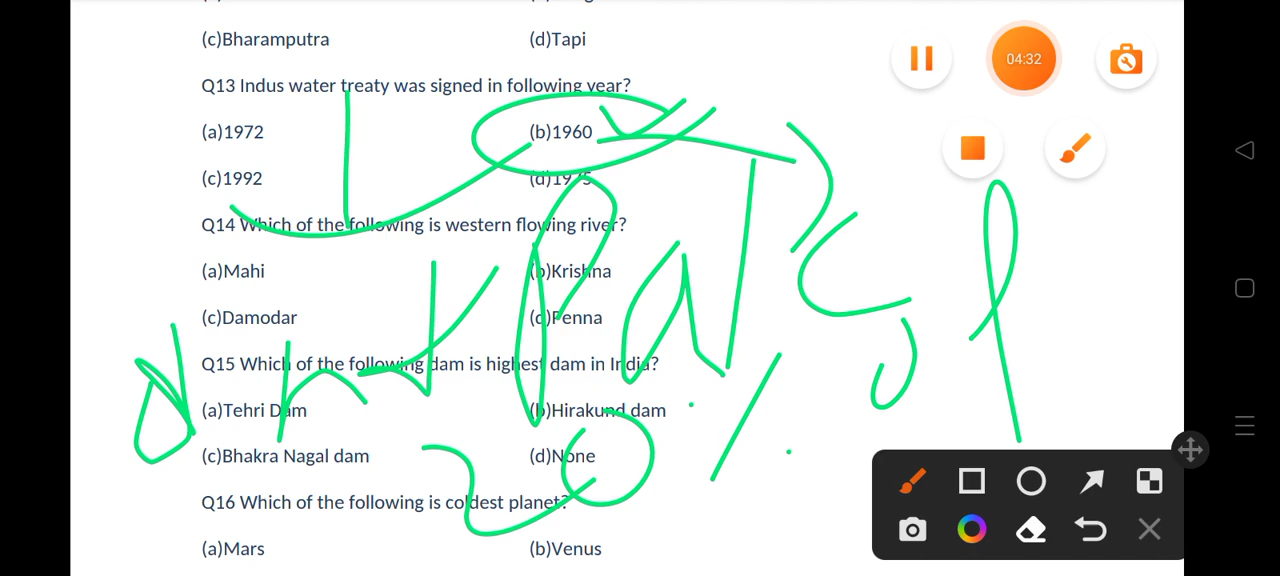 (c)Bharamputra (d)Tapi
04:32
Q13 Indus water treaty was signed in following year?
(a)1972 (b)1960
(c)1992 (d)1975
Q14 Which of the following is western flowing river?
(a)Mahi (b)Krishna
(c)Damodar (d)Penna
Q15 Which of the following dam is highest dam in India?
(a)Tehri Dam (b)Hirakund dam
(c)Bhakra Nagal dam (d)None
Q16 Which of the following is coldest planet?
(a)Mars (b)Venus